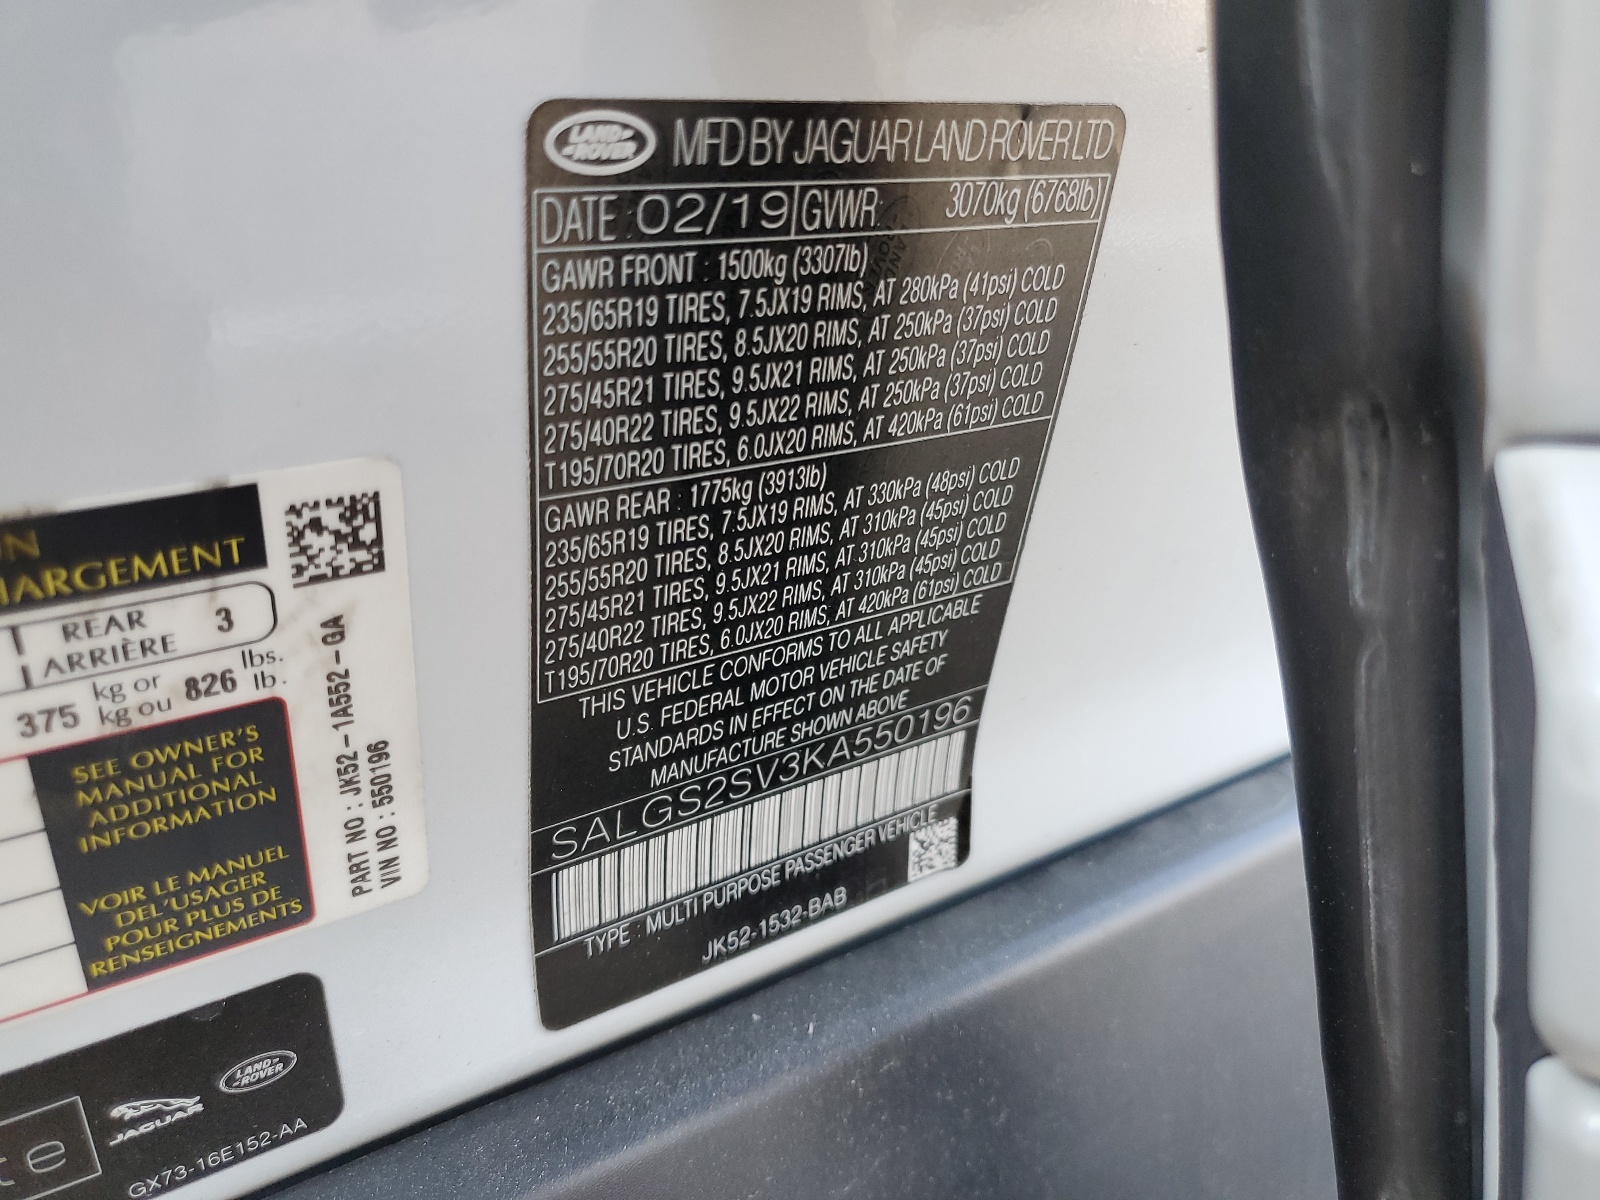 LAND-
-ROVER
MFD BY JAGUAR LAND ROVER LTD
DATE : 02/19 GVWR: 3070kg (6768lb)
GAWR FRONT : 1500kg (3307lb)
235/65R19 TIRES, 7.5JX19 RIMS, AT 280kPa (41psi) COLD
255/55R20 TIRES, 8.5JX20 RIMS, AT 250kPa (37psi) COLD
275/45R21 TIRES, 9.5JX21 RIMS, AT 250kPa (37psi) COLD
275/40R22 TIRES, 9.5JX22 RIMS, AT 250kPa (37psi) COLD
T195/70R20 TIRES, 6.0JX20 RIMS, AT 420kPa (61psi) COLD
GAWR REAR : 1775kg (3913lb)
235/65R19 TIRES, 7.5JX19 RIMS, AT 330kPa (48psi) COLD
255/55R20 TIRES, 8.5JX20 RIMS, AT 310kPa (45psi) COLD
275/45R21 TIRES, 9.5JX21 RIMS, AT 310kPa (45psi) COLD
275/40R22 TIRES, 9.5JX22 RIMS, AT 310kPa (45psi) COLD
T195/70R20 TIRES, 6.0JX20 RIMS, AT 420kPa (61psi) COLD
THIS VEHICLE CONFORMS TO ALL APPLICABLE
U.S. FEDERAL MOTOR VEHICLE SAFETY
STANDARDS IN EFFECT ON THE DATE OF
MANUFACTURE SHOWN ABOVE
SALGS2SV3KA550196
TYPE : MULTI PURPOSE PASSENGER VEHICLE
JK52-1532-BAB
ON
HARGEMENT
REAR
ARRIÈRE 3
375 kg or 826 lbs.
kg ou lb.
SEE OWNER'S
MANUAL FOR
ADDITIONAL
INFORMATION
VOIR LE MANUEL
DEL'USAGER
POUR PLUS DE
RENSEIGNEMENTS
PART NO : JK52-1A552-GA
VIN NO : 550196
te
JAGUAR
LAND-
-ROVER
GX73-16E152-AA